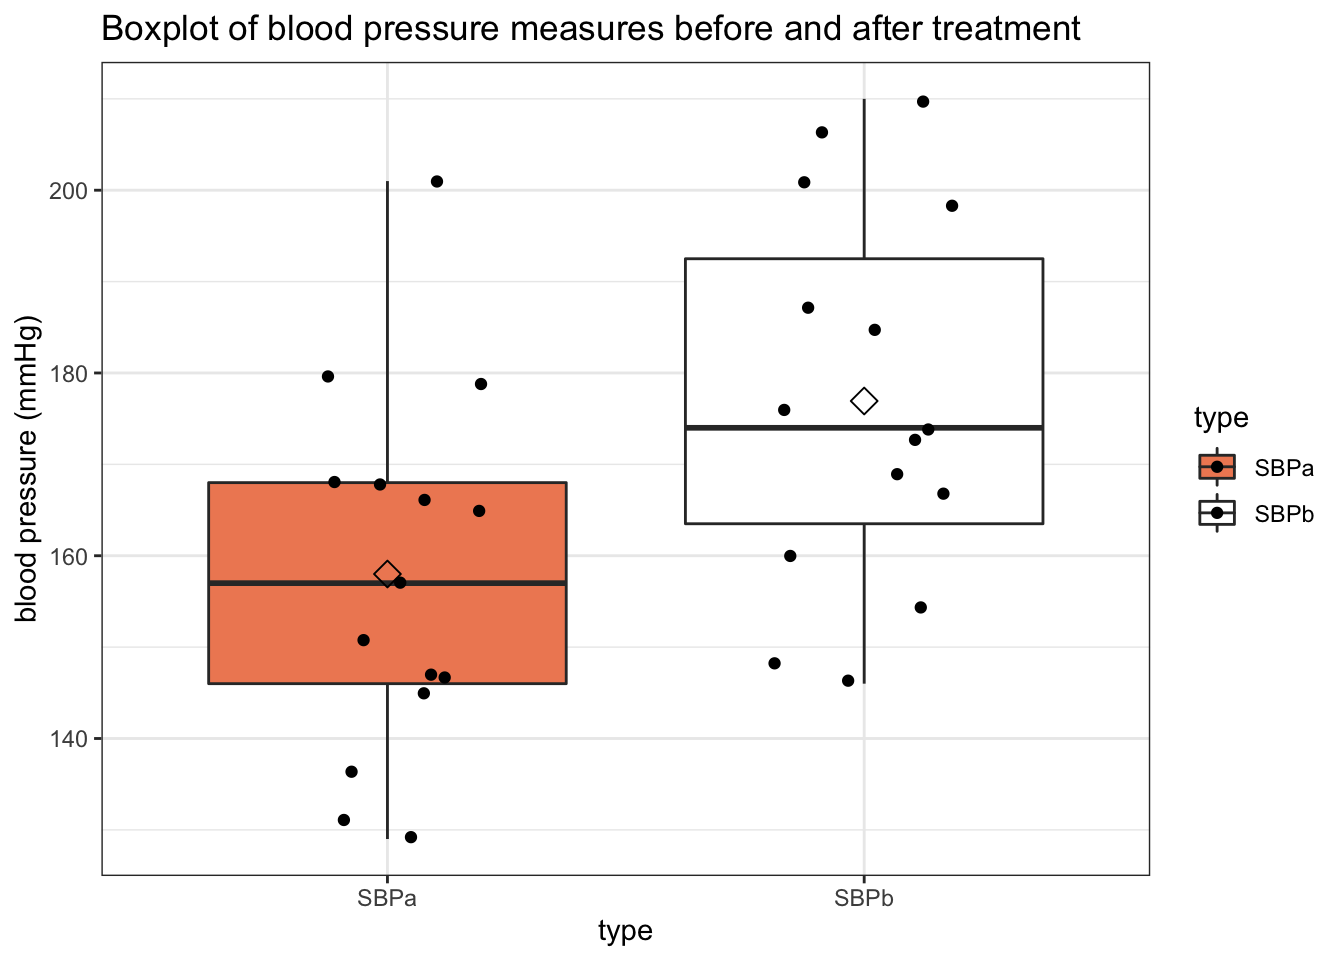 Boxplot of blood pressure measures before and after treatment
blood pressure (mmHg)
200
180
160
140
SBPa
SBPb
type
type
SBPa
SBPb